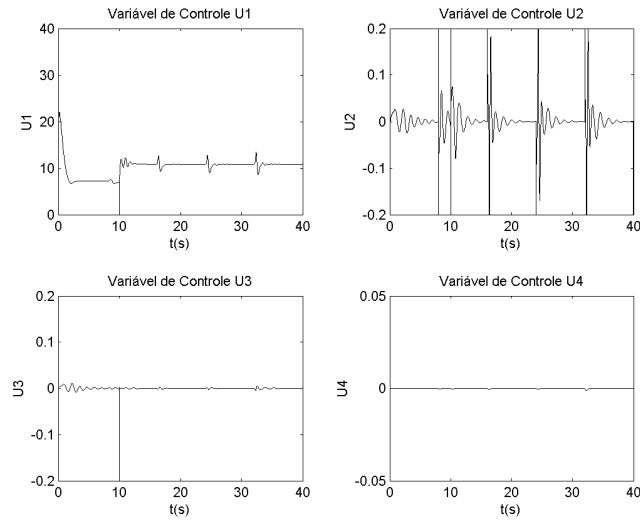 Variável de Controle U1
40
30
20
10
0
U1
0 10 20 30 40
t(s)
Variável de Controle U2
0.2
0.1
0
-0.1
-0.2
U2
0 10 20 30 40
t(s)
Variável de Controle U3
0.2
0.1
0
-0.1
-0.2
U3
0 10 20 30 40
t(s)
Variável de Controle U4
0.05
0
-0.05
U4
0 10 20 30 40
t(s)